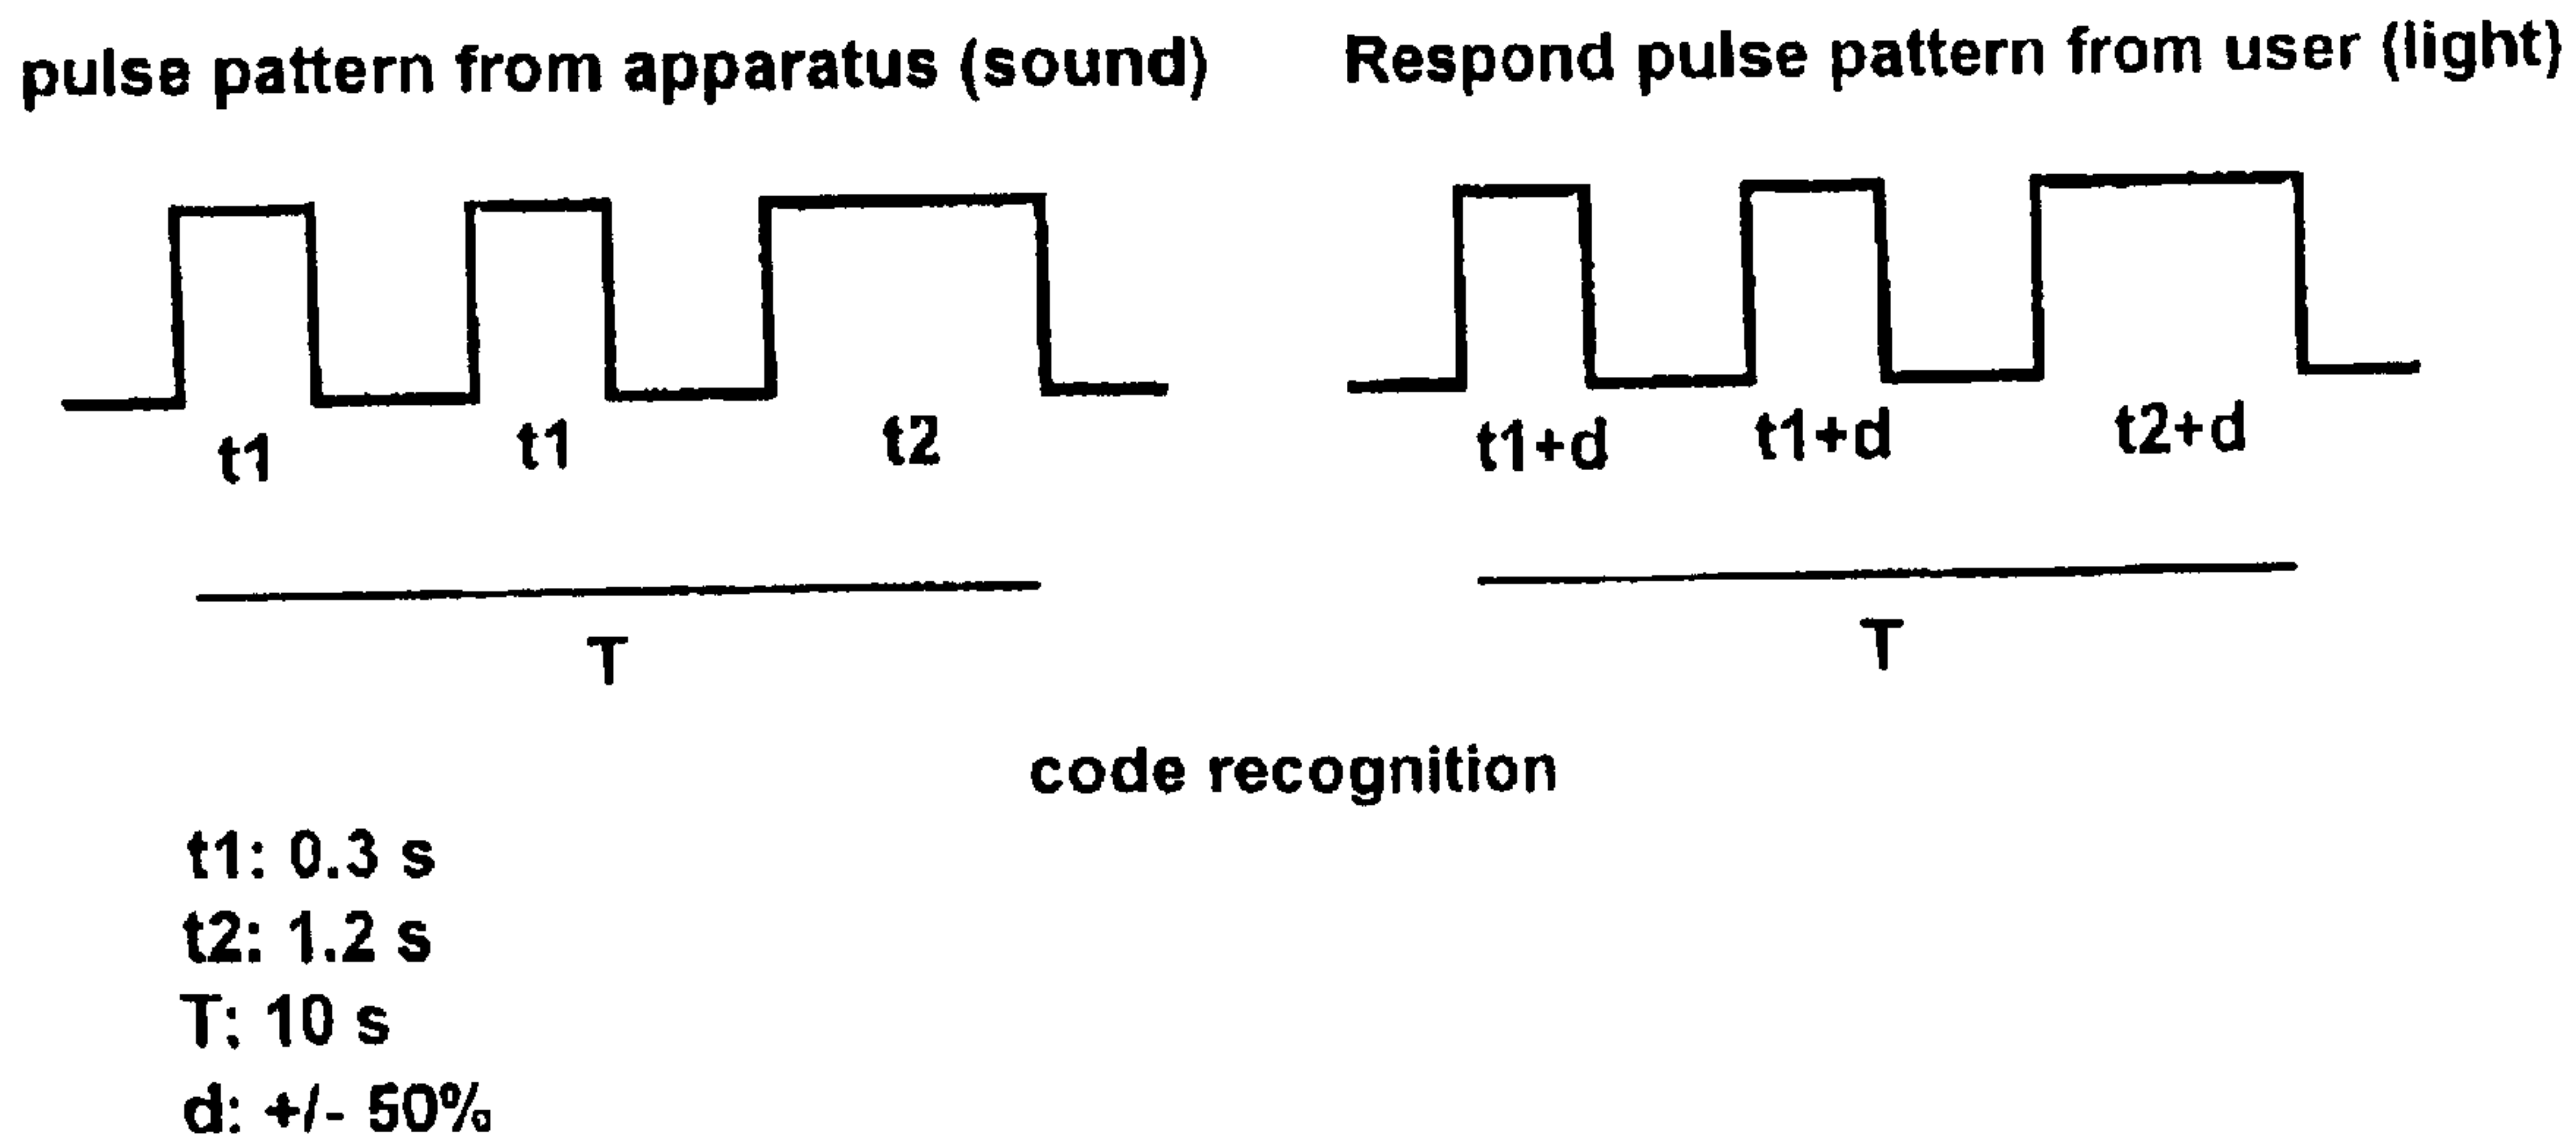 pulse pattern from apparatus (sound)
Respond pulse pattern from user (light)
t1
t1
t2
t1+d
t1+d
t2+d
T
T
code recognition
t1: 0.3 s
t2: 1.2 s
T: 10 s
d: +/- 50%